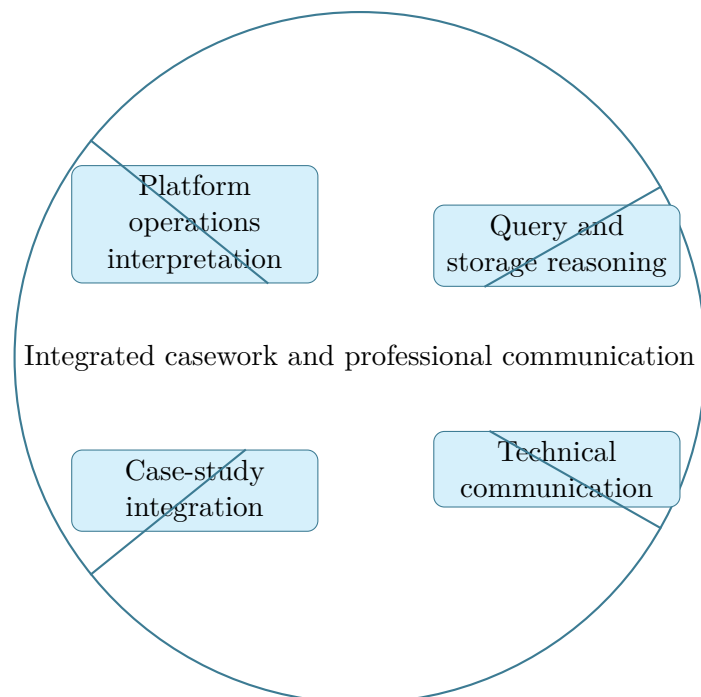 Platform
operations
interpretation
Query and
storage reasoning
Integrated casework and professional communication
Case-study
integration
Technical
communication